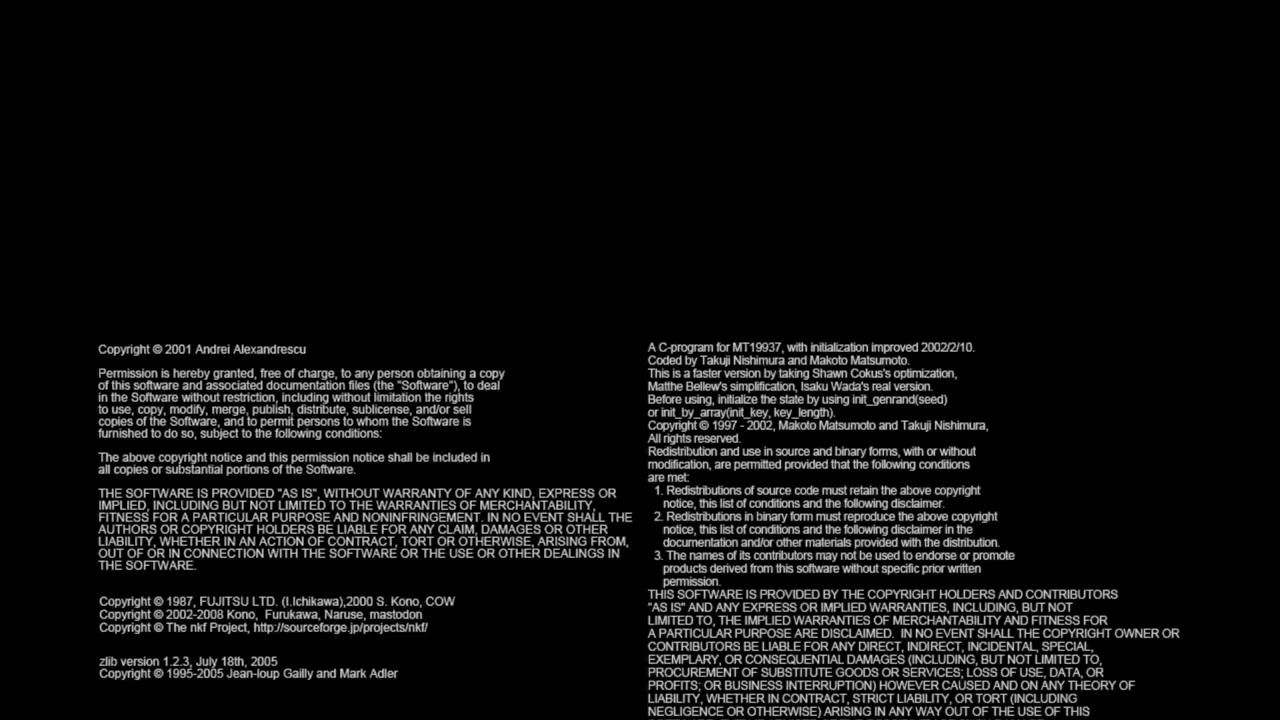 Copyright © 2001 Andrei Alexandrescu
Permission is hereby granted, free of charge, to any person obtaining a copy
of this software and associated documentation files (the "Software"), to deal
in the Software without restriction, including without limitation the rights
to use, copy, modify, merge, publish, distribute, sublicense, and/or sell
copies of the Software, and to permit persons to whom the Software is
furnished to do so, subject to the following conditions:
The above copyright notice and this permission notice shall be included in
all copies or substantial portions of the Software.
THE SOFTWARE IS PROVIDED "AS IS", WITHOUT WARRANTY OF ANY KIND, EXPRESS OR
IMPLIED, INCLUDING BUT NOT LIMITED TO THE WARRANTIES OF MERCHANTABILITY,
FITNESS FOR A PARTICULAR PURPOSE AND NONINFRINGEMENT. IN NO EVENT SHALL THE
AUTHORS OR COPYRIGHT HOLDERS BE LIABLE FOR ANY CLAIM, DAMAGES OR OTHER
LIABILITY, WHETHER IN AN ACTION OF CONTRACT, TORT OR OTHERWISE, ARISING FROM,
OUT OF OR IN CONNECTION WITH THE SOFTWARE OR THE USE OR OTHER DEALINGS IN
THE SOFTWARE.
Copyright © 1987, FUJITSU LTD. (I.Ichikawa),2000 S. Kono, COW
Copyright © 2002-2008 Kono, Furukawa, Naruse, mastodon
Copyright © The nkf Project, http://sourceforge.jp/projects/nkf/
zlib version 1.2.3, July 18th, 2005
Copyright © 1995-2005 Jean-loup Gailly and Mark Adler
A C-program for MT19937, with initialization improved 2002/2/10.
Coded by Takuji Nishimura and Makoto Matsumoto.
This is a faster version by taking Shawn Cokus's optimization,
Matthe Bellew's simplification, Isaku Wada's real version.
Before using, initialize the state by using init_genrand(seed)
or init_by_array(init_key, key_length).
Copyright © 1997 - 2002, Makoto Matsumoto and Takuji Nishimura,
All rights reserved.
Redistribution and use in source and binary forms, with or without
modification, are permitted provided that the following conditions
are met:
1. Redistributions of source code must retain the above copyright
notice, this list of conditions and the following disclaimer.
2. Redistributions in binary form must reproduce the above copyright
notice, this list of conditions and the following disclaimer in the
documentation and/or other materials provided with the distribution.
3. The names of its contributors may not be used to endorse or promote
products derived from this software without specific prior written
permission.
THIS SOFTWARE IS PROVIDED BY THE COPYRIGHT HOLDERS AND CONTRIBUTORS
"AS IS" AND ANY EXPRESS OR IMPLIED WARRANTIES, INCLUDING, BUT NOT
LIMITED TO, THE IMPLIED WARRANTIES OF MERCHANTABILITY AND FITNESS FOR
A PARTICULAR PURPOSE ARE DISCLAIMED. IN NO EVENT SHALL THE COPYRIGHT OWNER OR
CONTRIBUTORS BE LIABLE FOR ANY DIRECT, INDIRECT, INCIDENTAL, SPECIAL,
EXEMPLARY, OR CONSEQUENTIAL DAMAGES (INCLUDING, BUT NOT LIMITED TO,
PROCUREMENT OF SUBSTITUTE GOODS OR SERVICES; LOSS OF USE, DATA, OR
PROFITS; OR BUSINESS INTERRUPTION) HOWEVER CAUSED AND ON ANY THEORY OF
LIABILITY, WHETHER IN CONTRACT, STRICT LIABILITY, OR TORT (INCLUDING
NEGLIGENCE OR OTHERWISE) ARISING IN ANY WAY OUT OF THE USE OF THIS